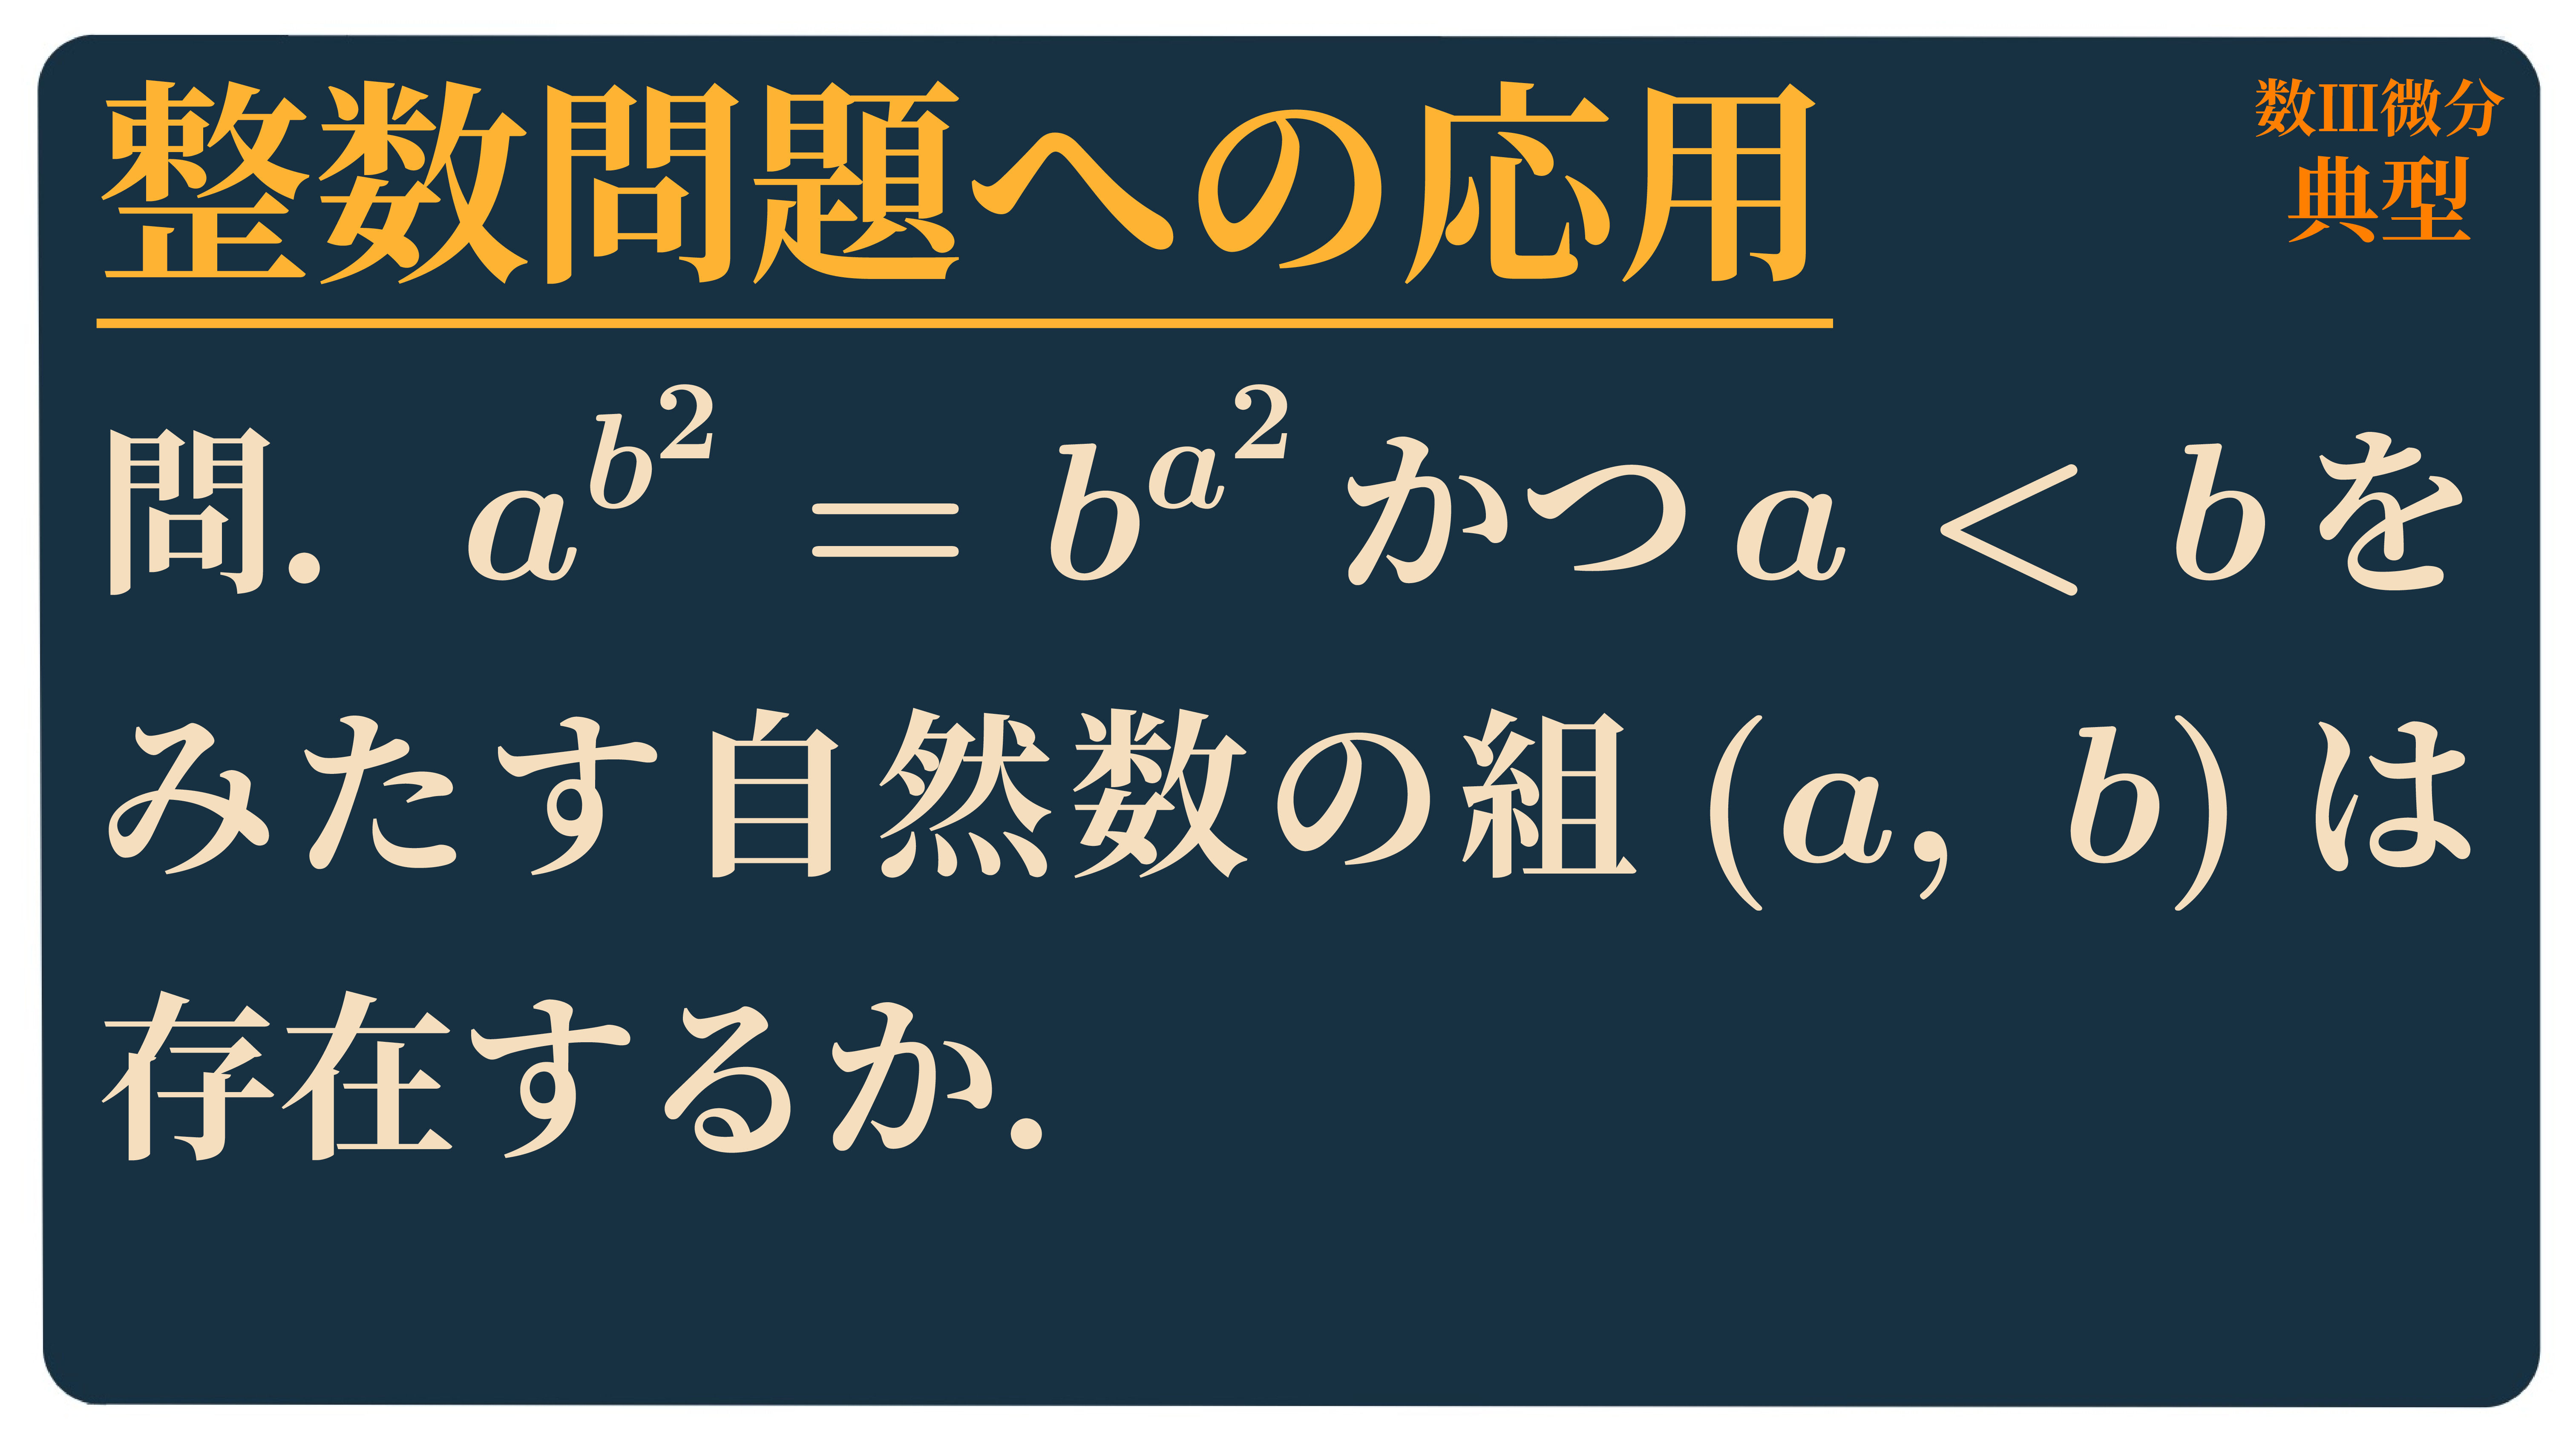 整数問題への応用
数III微分
典型
問. a^{b^2} = b^{a^2} かつ a < b を
みたす自然数の組 (a, b) は
存在するか.